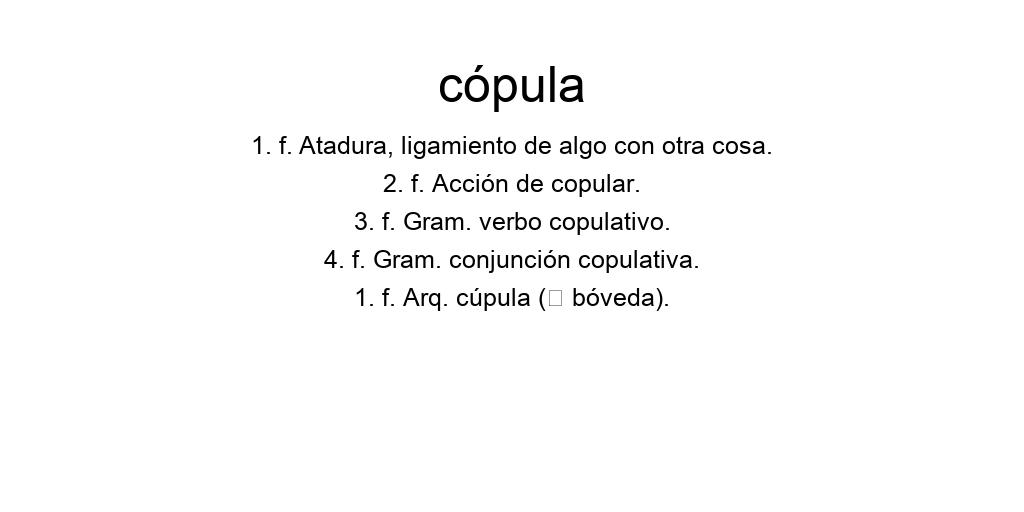 cópula
1. f. Atadura, ligamiento de algo con otra cosa.
2. f. Acción de copular.
3. f. Gram. verbo copulativo.
4. f. Gram. conjunción copulativa.
1. f. Arq. cúpula (□ bóveda).